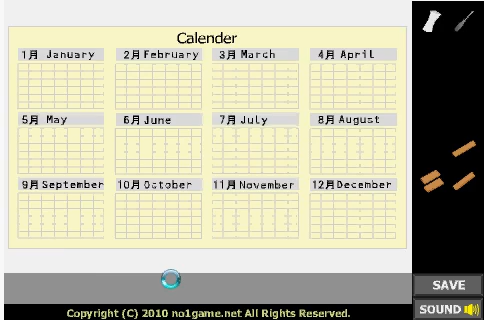 Calender
1月 January 2月 February 3月 March 4月 April
5月 May 6月 June 7月 July 8月 August
9月 September 10月 October 11月 November 12月 December
SAVE
SOUND
Copyright (C) 2010 no1game.net All Rights Reserved.